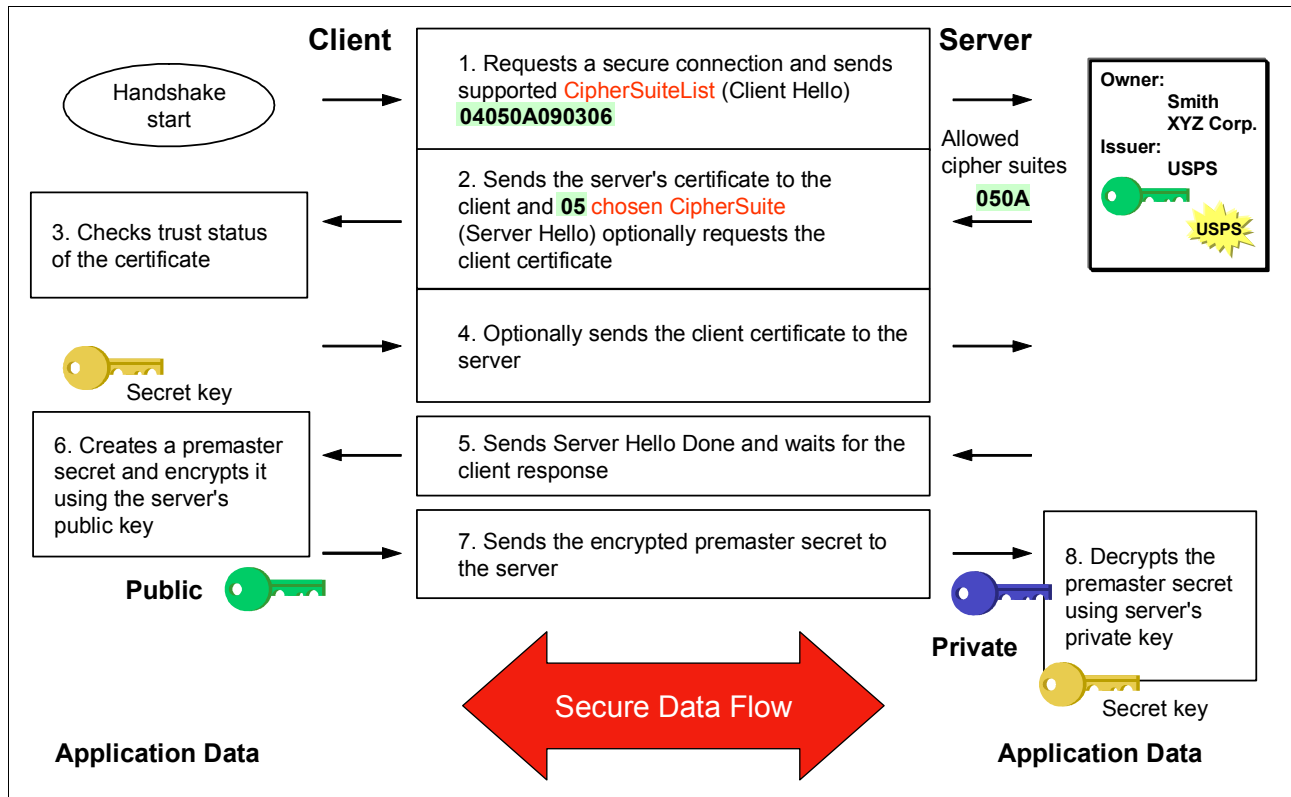 Client
Server
Handshake
start
1. Requests a secure connection and sends
supported CipherSuiteList (Client Hello)
04050A090306
Owner:
Smith
XYZ Corp.
Issuer:
USPS
USPS
Allowed
cipher suites
050A
2. Sends the server's certificate to the
client and 05 chosen CipherSuite
(Server Hello) optionally requests the
client certificate
3. Checks trust status
of the certificate
4. Optionally sends the client certificate to the
server
Secret key
5. Sends Server Hello Done and waits for the
client response
6. Creates a premaster
secret and encrypts it
using the server's
public key
7. Sends the encrypted premaster secret to
the server
Public
8. Decrypts the
premaster secret
using server's
private key
Private
Secret key
Secure Data Flow
Application Data
Application Data